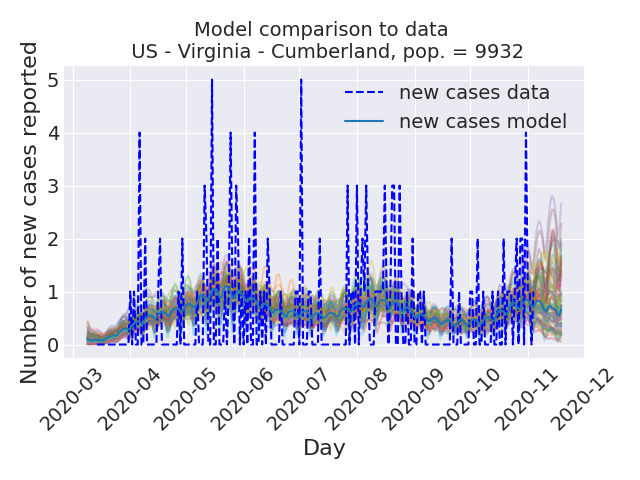 Model comparison to data
US - Virginia - Cumberland, pop. = 9932
Number of new cases reported
5
4
3
2
1
0
new cases data
new cases model
2020-03
2020-04
2020-05
2020-06
2020-07
2020-08
2020-09
2020-10
2020-11
2020-12
Day